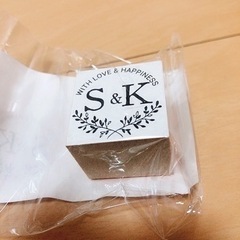 WITH LOVE & HAPPINESS
S & K